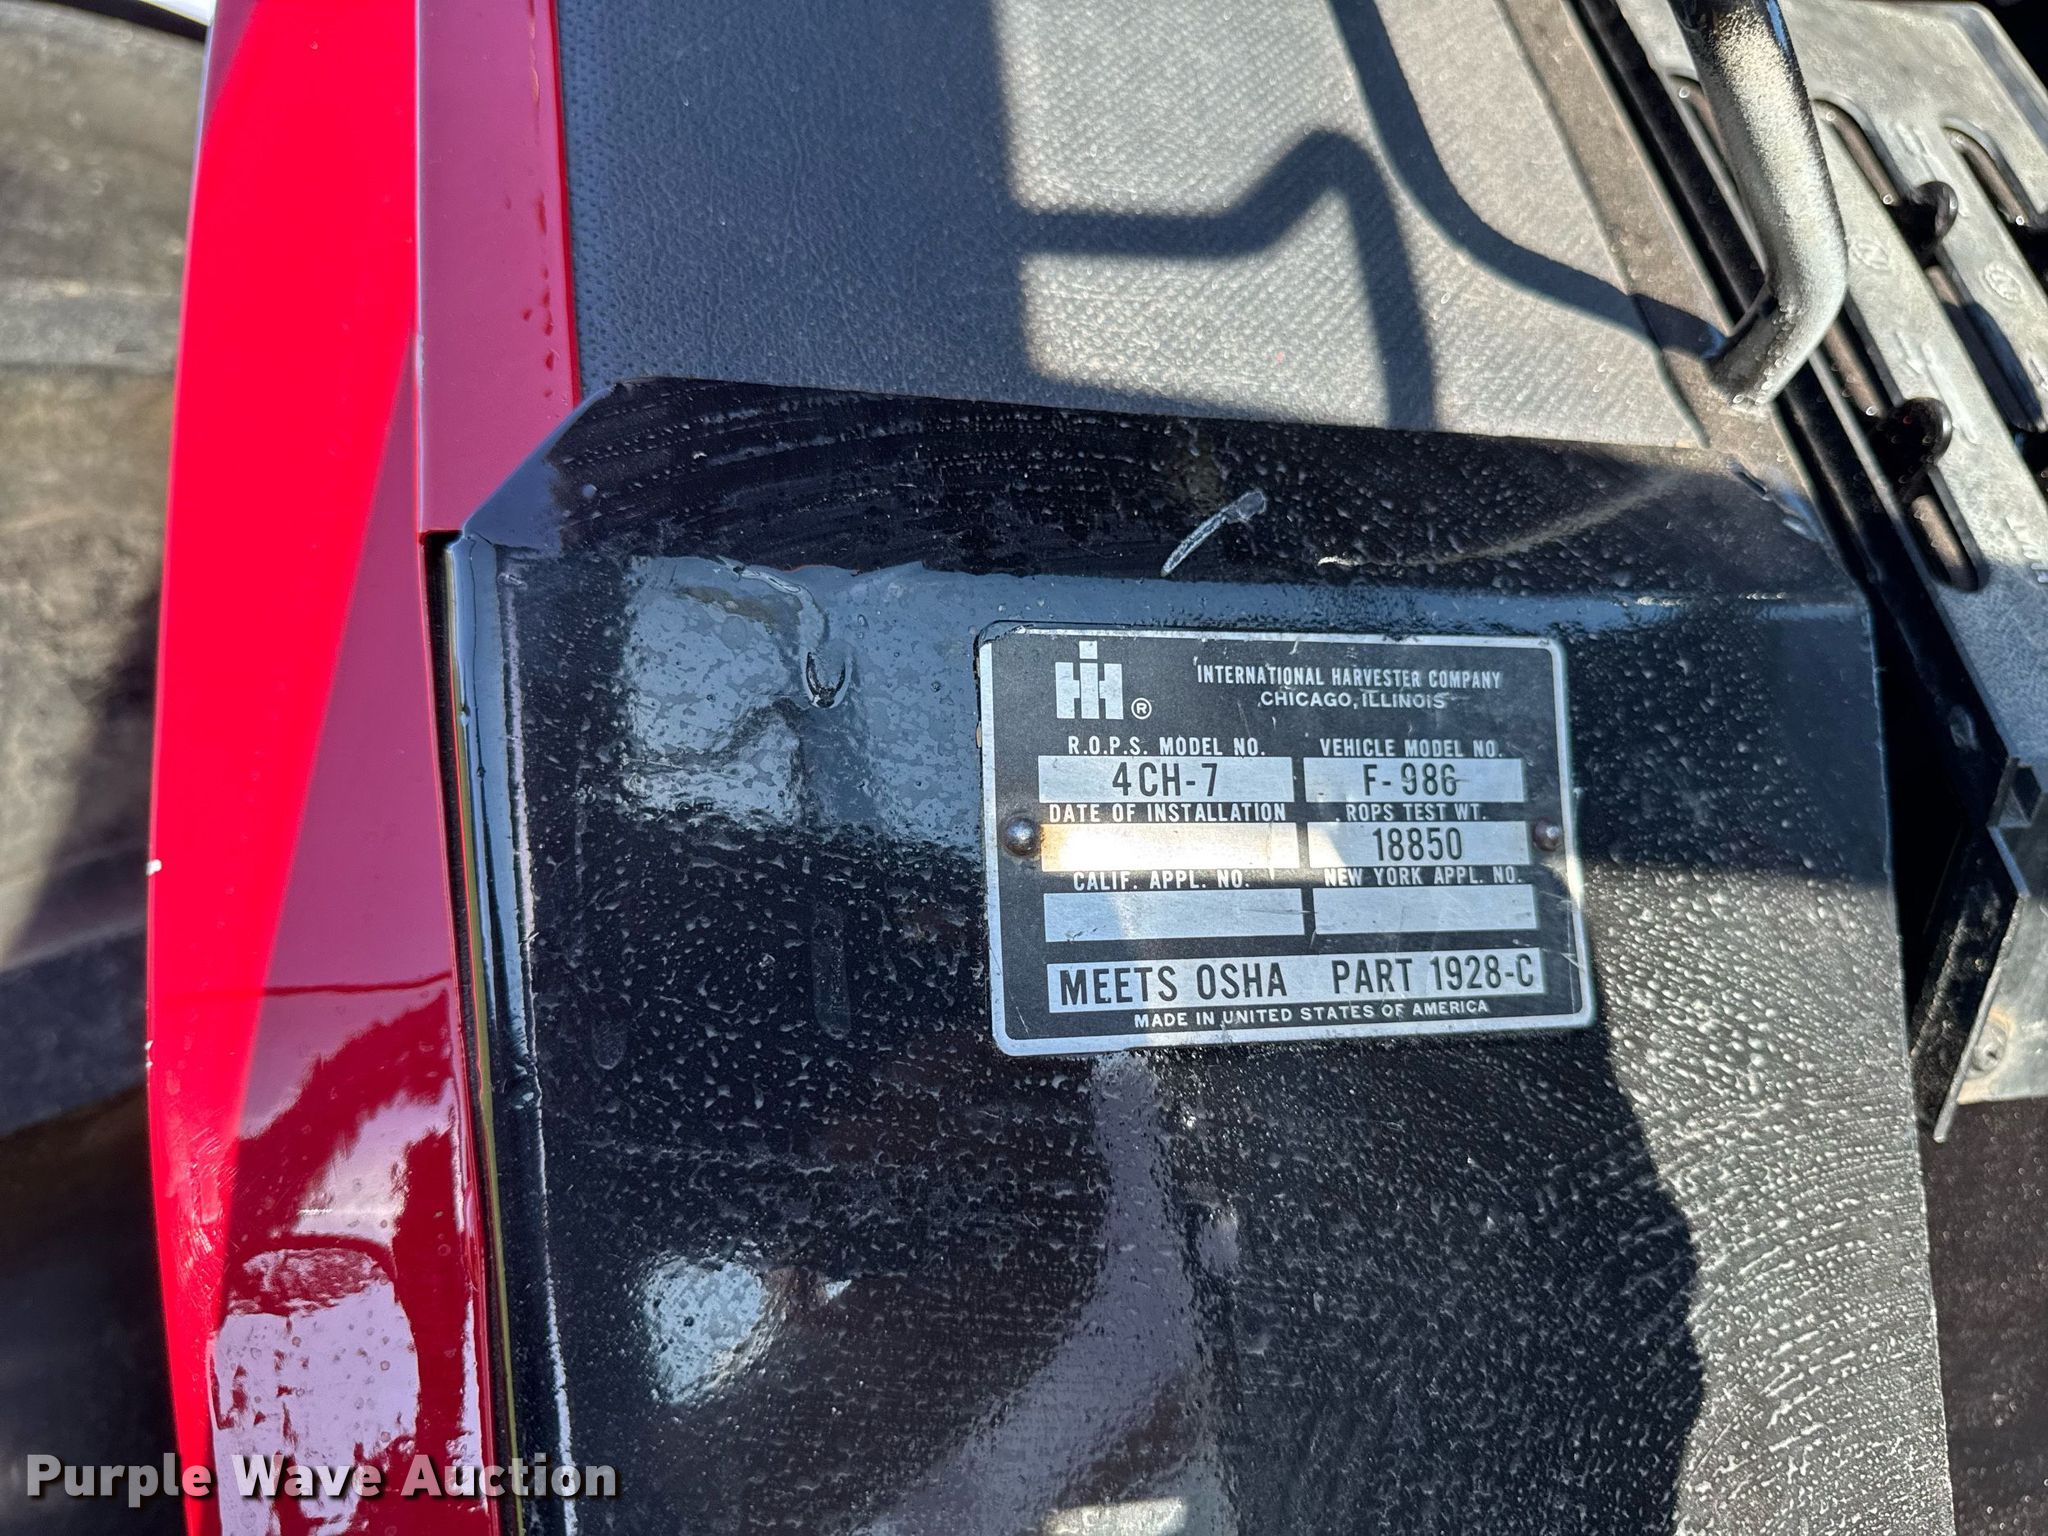 IH ®
INTERNATIONAL HARVESTER COMPANY
CHICAGO, ILLINOIS
R.O.P.S. MODEL NO. VEHICLE MODEL NO.
4CH-7 F-986
DATE OF INSTALLATION ROPS TEST WT.
18850
CALIF. APPL. NO. NEW YORK APPL. NO.
MEETS OSHA PART 1928-C
MADE IN UNITED STATES OF AMERICA
Purple Wave Auction